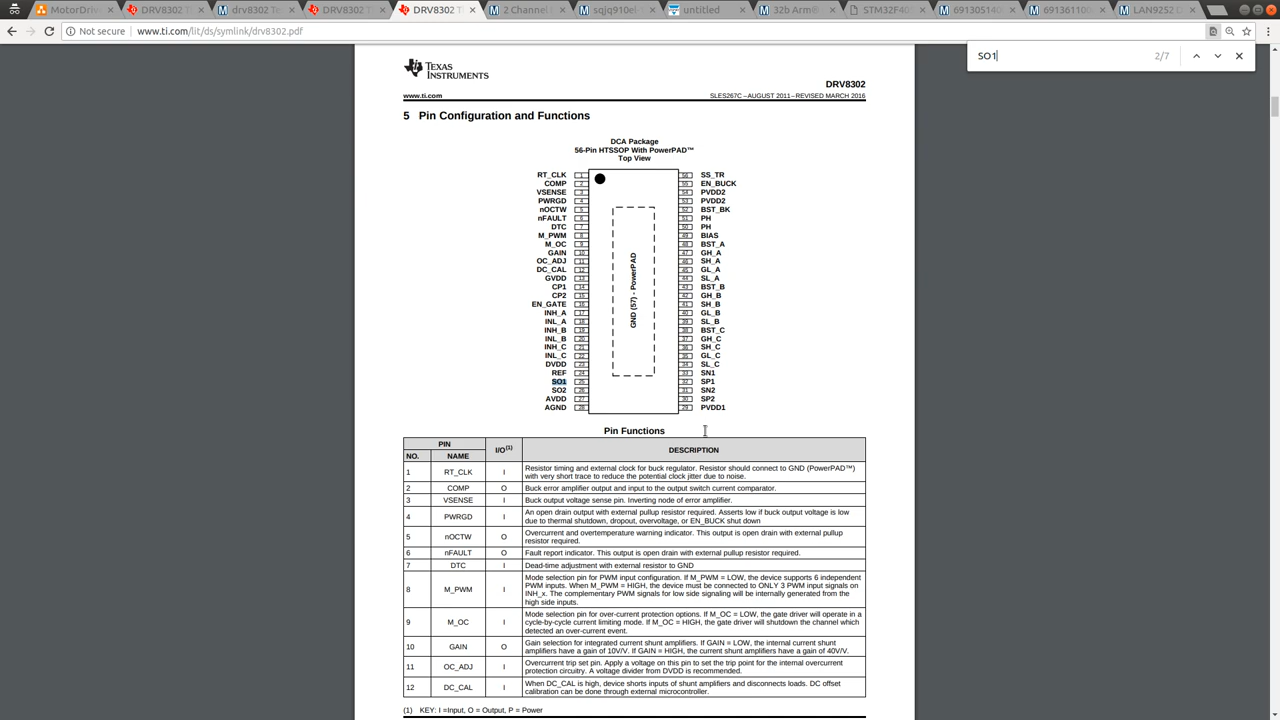 MotorDrive
DRV8302 T
drv8302 To
DRV8302 T
DRV8302 T
2 Channel
sqjq910el
untitled
32b Arm®
STM32F40
691305140
69136110
LAN9252 D
Not secure
www.ti.com/lit/ds/symlink/drv8302.pdf
SO1
2/7
TEXAS
INSTRUMENTS
DRV8302
www.ti.com
SLES267C – AUGUST 2011 – REVISED MARCH 2016
5 Pin Configuration and Functions
DCA Package
56-Pin HTSSOP With PowerPAD™
Top View
RT_CLK 1 56 SS_TR
COMP 2 55 EN_BUCK
VSENSE 3 54 PVDD2
PWRGD 4 53 PVDD2
nOCTW 5 52 BST_BK
nFAULT 6 51 PH
DTC 7 50 PH
M_PWM 8 49 BIAS
M_OC 9 48 BST_A
GAIN 10 47 GH_A
OC_ADJ 11 46 SH_A
DC_CAL 12 45 GL_A
GVDD 13 44 SL_A
CP1 14 43 BST_B
CP2 15 42 GH_B
EN_GATE 16 41 SH_B
INH_A 17 40 GL_B
INL_A 18 39 SL_B
INH_B 19 38 BST_C
INL_B 20 37 GH_C
INH_C 21 36 SH_C
INL_C 22 35 GL_C
DVDD 23 34 SL_C
REF 24 33 SN1
SO1 25 32 SP1
SO2 26 31 SN2
AVDD 27 30 SP2
AGND 28 29 PVDD1
GND (57) - PowerPAD
Pin Functions
PIN
I/O(1)
DESCRIPTION
NO. NAME
1 RT_CLK I Resistor timing and external clock for buck regulator. Resistor should connect to GND (PowerPAD™)
with very short trace to reduce the potential clock jitter due to noise.
2 COMP O Buck error amplifier output and input to the output switch current comparator.
3 VSENSE I Buck output voltage sense pin. Inverting node of error amplifier.
4 PWRGD I An open drain output with external pullup resistor required. Asserts low if buck output voltage is low
due to thermal shutdown, dropout, overvoltage, or EN_BUCK shut down
5 nOCTW O Overcurrent and overtemperature warning indicator. This output is open drain with external pullup
resistor required.
6 nFAULT O Fault report indicator. This output is open drain with external pullup resistor required.
7 DTC I Dead-time adjustment with external resistor to GND
8 M_PWM I Mode selection pin for PWM input configuration. If M_PWM = LOW, the device supports 6 independent
PWM inputs. When M_PWM = HIGH, the device must be connected to ONLY 3 PWM input signals on
INH_x. The complementary PWM signals for low side signaling will be internally generated from the
high side inputs.
9 M_OC I Mode selection pin for over-current protection options. If M_OC = LOW, the gate driver will operate in a
cycle-by-cycle current limiting mode. If M_OC = HIGH, the gate driver will shutdown the channel which
detected an over-current event.
10 GAIN O Gain selection for integrated current shunt amplifiers. If GAIN = LOW, the internal current shunt
amplifiers have a gain of 10V/V. If GAIN = HIGH, the current shunt amplifiers have a gain of 40V/V.
11 OC_ADJ I Overcurrent trip set pin. Apply a voltage on this pin to set the trip point for the internal overcurrent
protection circuitry. A voltage divider from DVDD is recommended.
12 DC_CAL I When DC_CAL is high, device shorts inputs of shunt amplifiers and disconnects loads. DC offset
calibration can be done through external microcontroller.
(1) KEY: I =Input, O = Output, P = Power